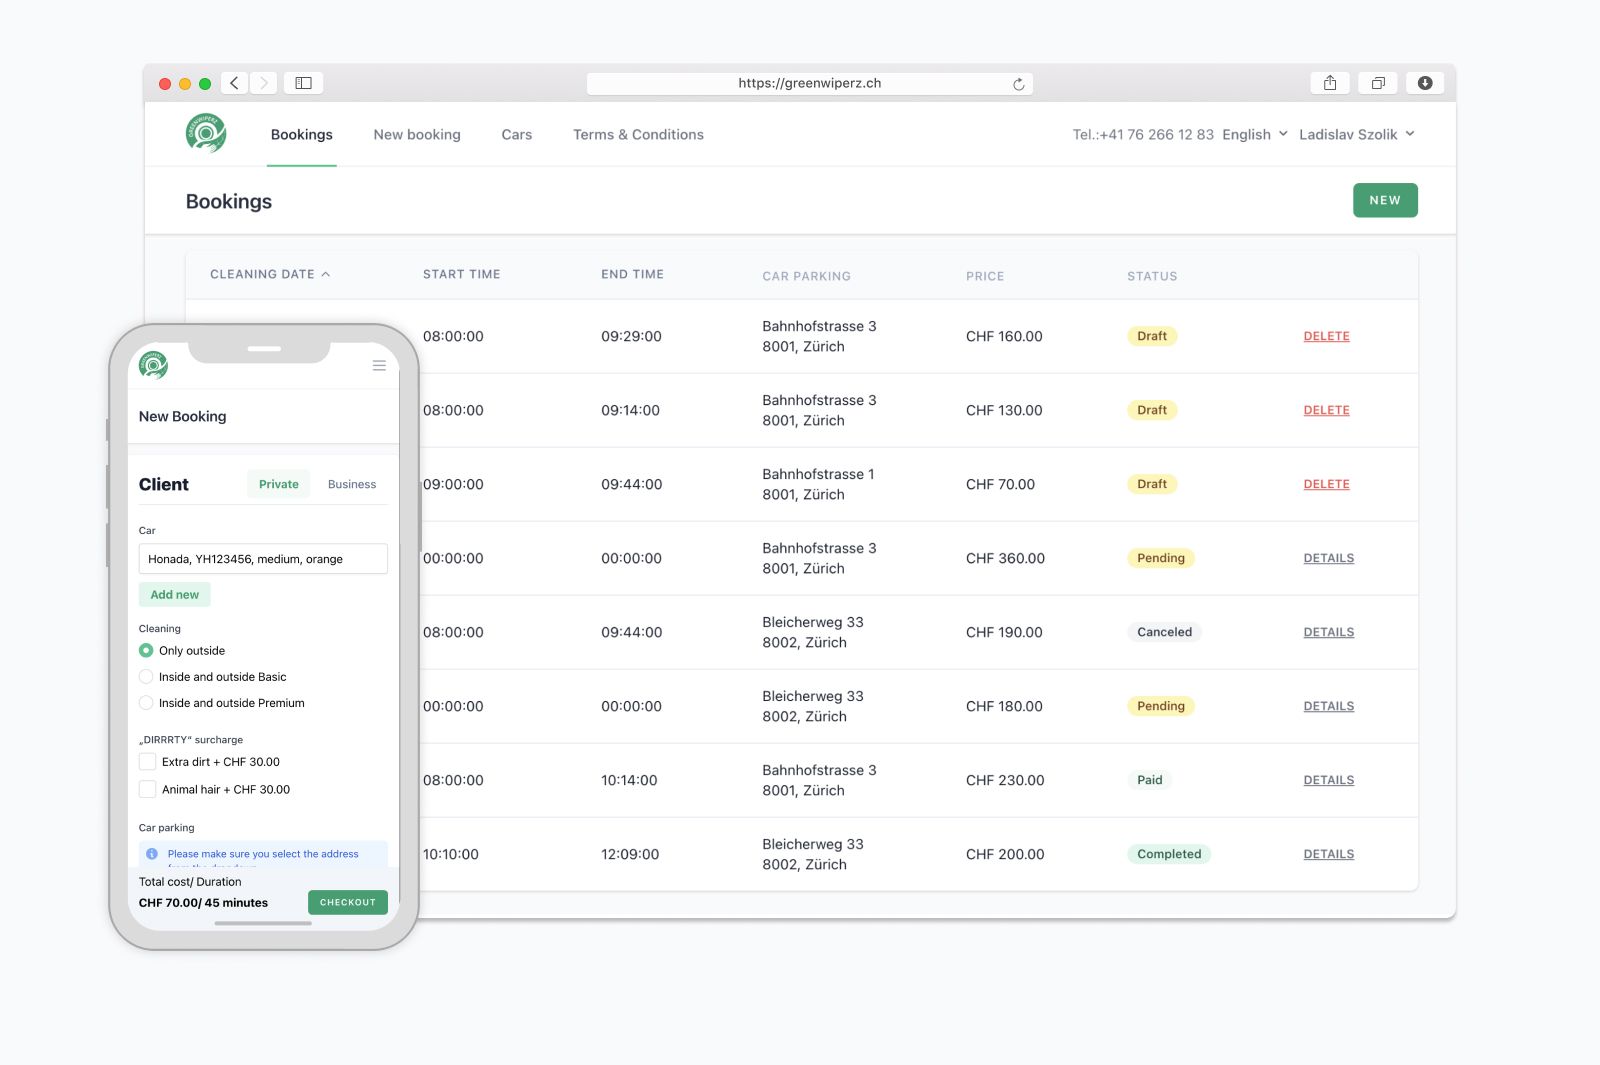 https://greenwiperz.ch
GREENWIPERZ
Bookings
New booking
Cars
Terms & Conditions
Tel.:+41 76 266 12 83
English
Ladislav Szolik
Bookings
NEW
CLEANING DATE
START TIME
END TIME
CAR PARKING
PRICE
STATUS
08:00:00
09:29:00
Bahnhofstrasse 3
8001, Zürich
CHF 160.00
Draft
DELETE
08:00:00
09:14:00
Bahnhofstrasse 3
8001, Zürich
CHF 130.00
Draft
DELETE
09:00:00
09:44:00
Bahnhofstrasse 1
8001, Zürich
CHF 70.00
Draft
DELETE
00:00:00
00:00:00
Bahnhofstrasse 3
8001, Zürich
CHF 360.00
Pending
DETAILS
08:00:00
09:44:00
Bleicherweg 33
8002, Zürich
CHF 190.00
Canceled
DETAILS
00:00:00
00:00:00
Bleicherweg 33
8002, Zürich
CHF 180.00
Pending
DETAILS
08:00:00
10:14:00
Bahnhofstrasse 3
8001, Zürich
CHF 230.00
Paid
DETAILS
10:10:00
12:09:00
Bleicherweg 33
8002, Zürich
CHF 200.00
Completed
DETAILS
GREENWIPERZ
New Booking
Client
Private
Business
Car
Honada, YH123456, medium, orange
Add new
Cleaning
Only outside
Inside and outside Basic
Inside and outside Premium
„DIRRRTY“ surcharge
Extra dirt + CHF 30.00
Animal hair + CHF 30.00
Car parking
Please make sure you select the address
Total cost/ Duration
CHF 70.00/ 45 minutes
CHECKOUT